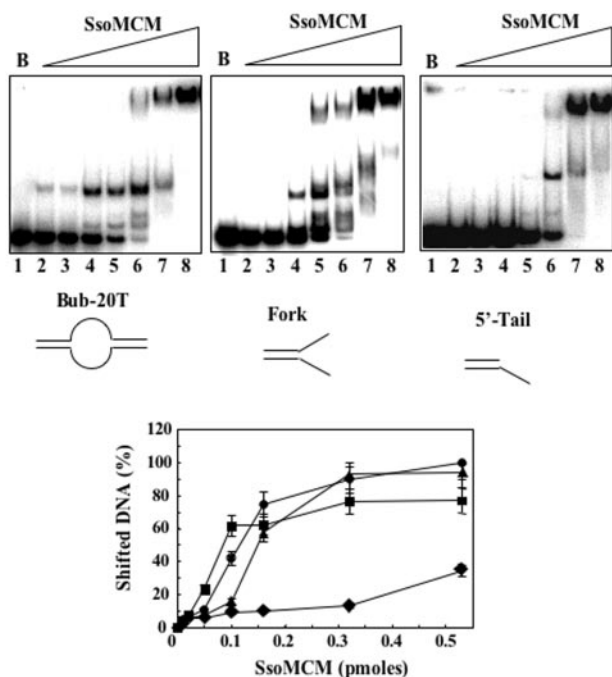 SsoMCM SsoMCM SsoMCM
B B B
1 2 3 4 5 6 7 8 1 2 3 4 5 6 7 8 1 2 3 4 5 6 7 8
Bub-20T Fork 5'-Tail
120
100
80
60
40
20
0
0 0.1 0.2 0.3 0.4 0.5
Shifted DNA (%)
SsoMCM (pmoles)